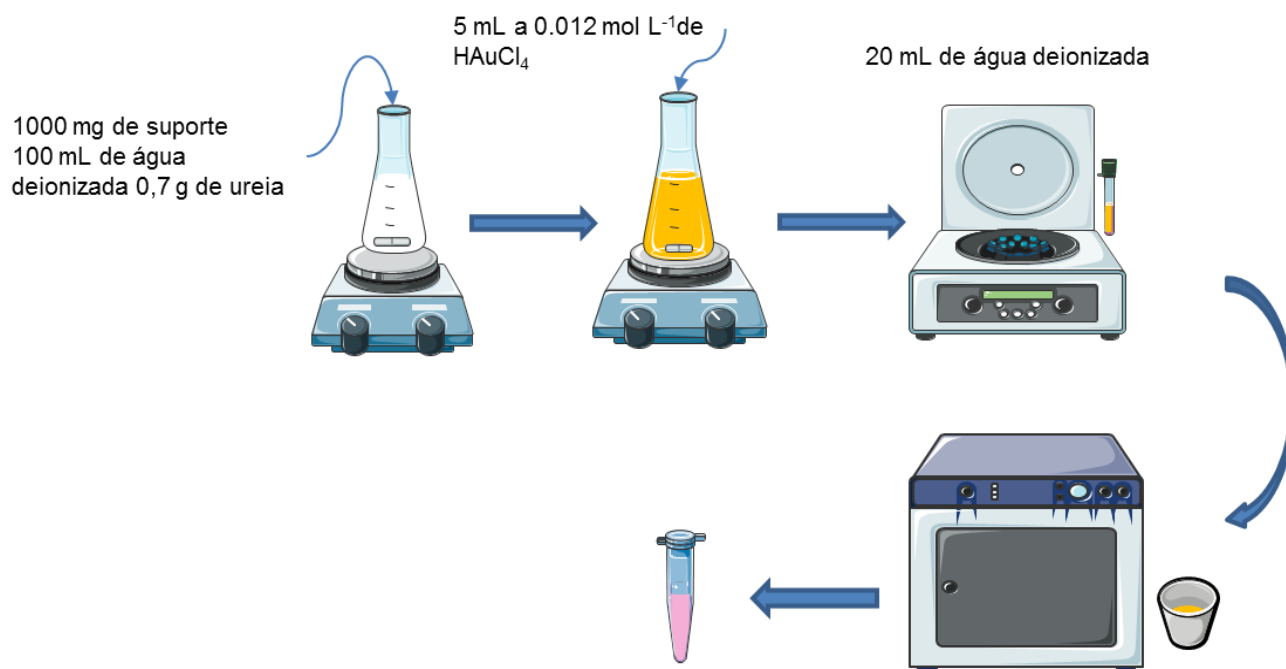 1000 mg de suporte
100 mL de água
deionizada 0,7 g de ureia
5 mL a 0.012 mol L⁻¹de
HAuCl₄
20 mL de água deionizada